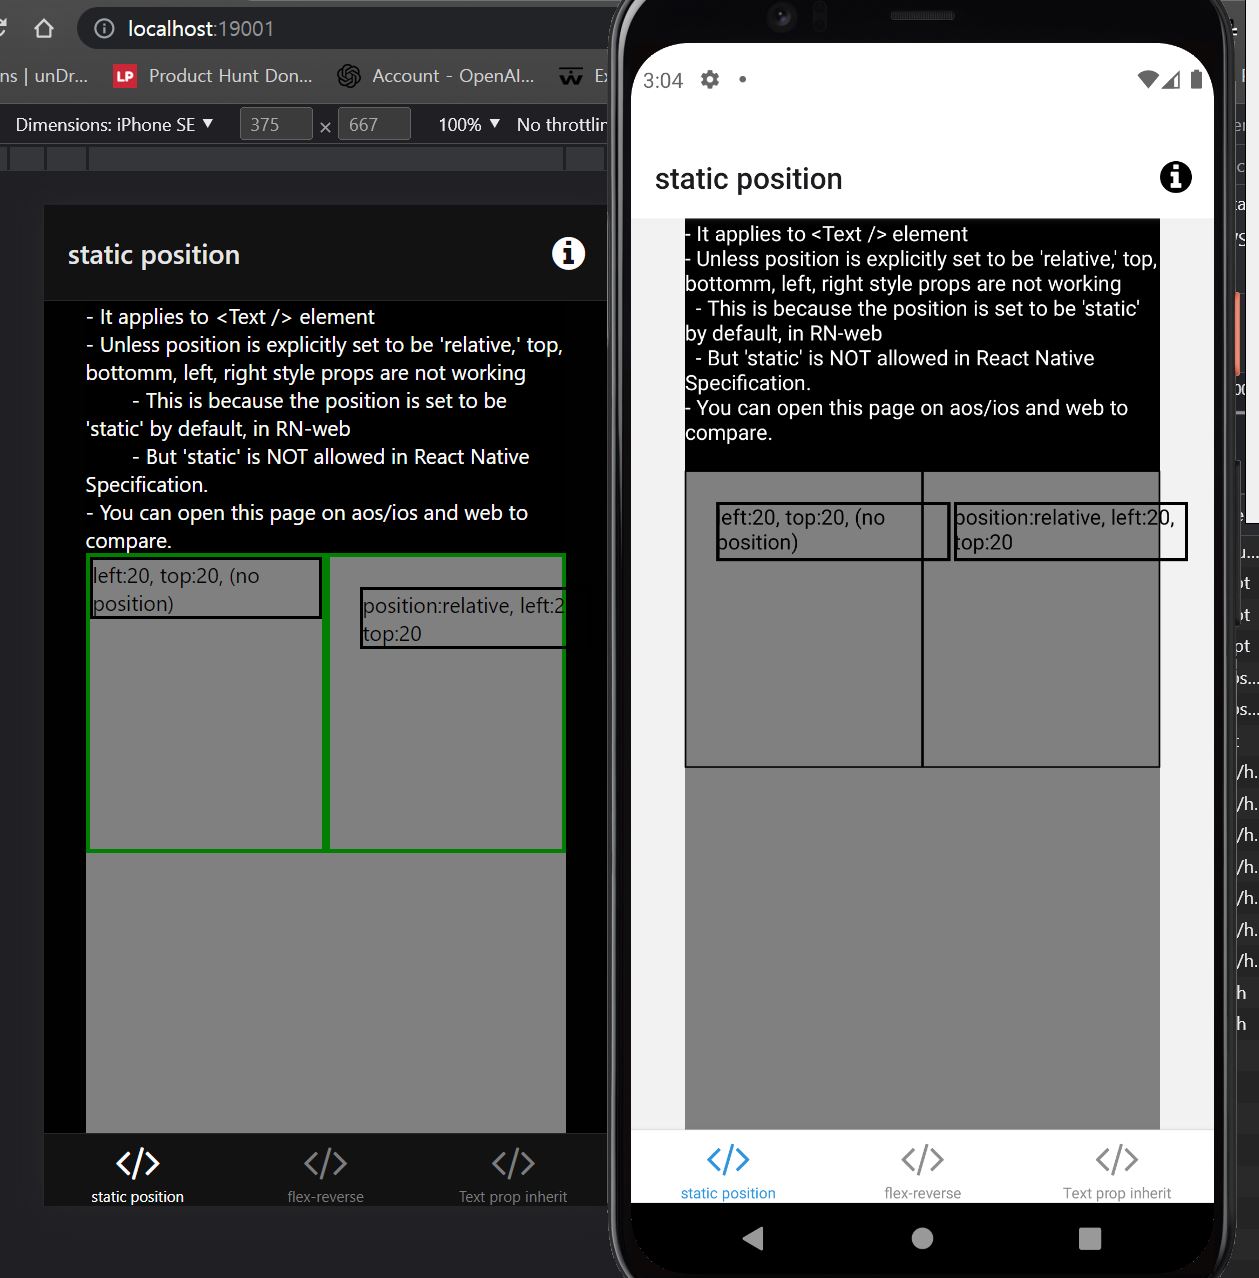 localhost:19001
ns | unDr...
LP
Product Hunt Don...
Account - OpenAI...
Dimensions: iPhone SE ▼
375
×
667
100% ▼
static position
- It applies to <Text /> element
- Unless position is explicitly set to be 'relative,' top,
bottomm, left, right style props are not working
- This is because the position is set to be
'static' by default, in RN-web
- But 'static' is NOT allowed in React Native
Specification.
- You can open this page on aos/ios and web to
compare.
left:20, top:20, (no
position)
position:relative, left:2
top:20
</>
static position
</>
flex-reverse
</>
Text prop inherit
3:04
static position
- It applies to <Text /> element
- Unless position is explicitly set to be 'relative,' top,
bottomm, left, right style props are not working
- This is because the position is set to be 'static'
by default, in RN-web
- But 'static' is NOT allowed in React Native
Specification.
- You can open this page on aos/ios and web to
compare.
left:20, top:20, (no
position)
position:relative, left:20,
top:20
</>
static position
</>
flex-reverse
</>
Text prop inherit